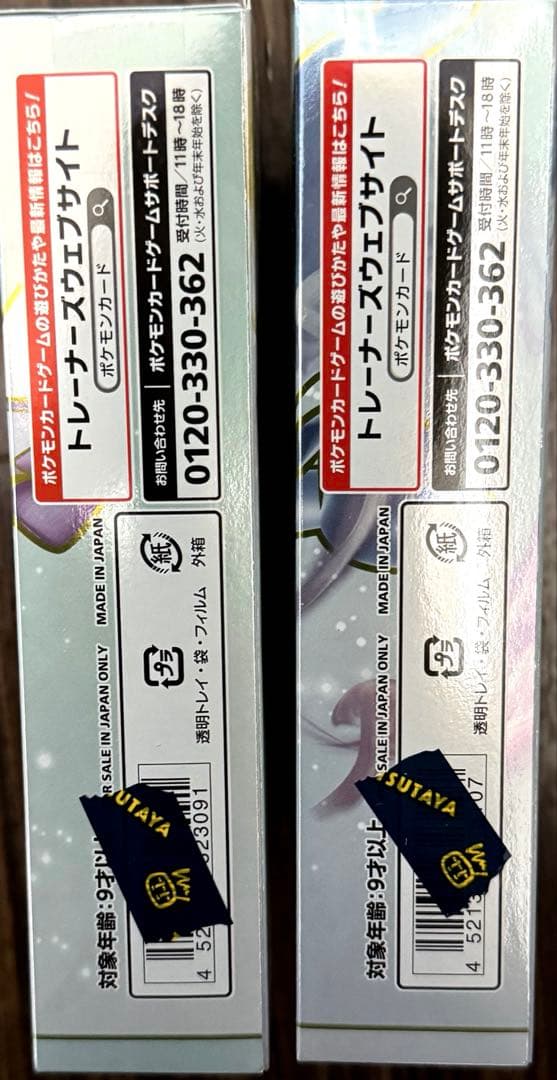 ポケモンカードゲームの遊びかたや最新情報はこちら!
トレーナーズウェブサイト
ポケモンカード
お問い合わせ先 ポケモンカードゲームサポートデスク
0120-330-362 受付時間/11時~18時
(火・水および年末年始を除く)
対象年齢:9才以上
SALE IN JAPAN ONLY MADE IN JAPAN
プラ 紙
透明トレイ・袋・フィルム 外箱
UTAYA
4 52 23091
ポケモンカードゲームの遊びかたや最新情報はこちら!
トレーナーズウェブサイト
ポケモンカード
お問い合わせ先 ポケモンカードゲームサポートデスク
0120-330-362 受付時間/11時~18時
(火・水および年末年始を除く)
対象年齢:9才以上
SALE IN JAPAN ONLY MADE IN JAPAN
プラ 紙
透明トレイ・袋・フィルム 外箱
SUTAYA
4 521 07